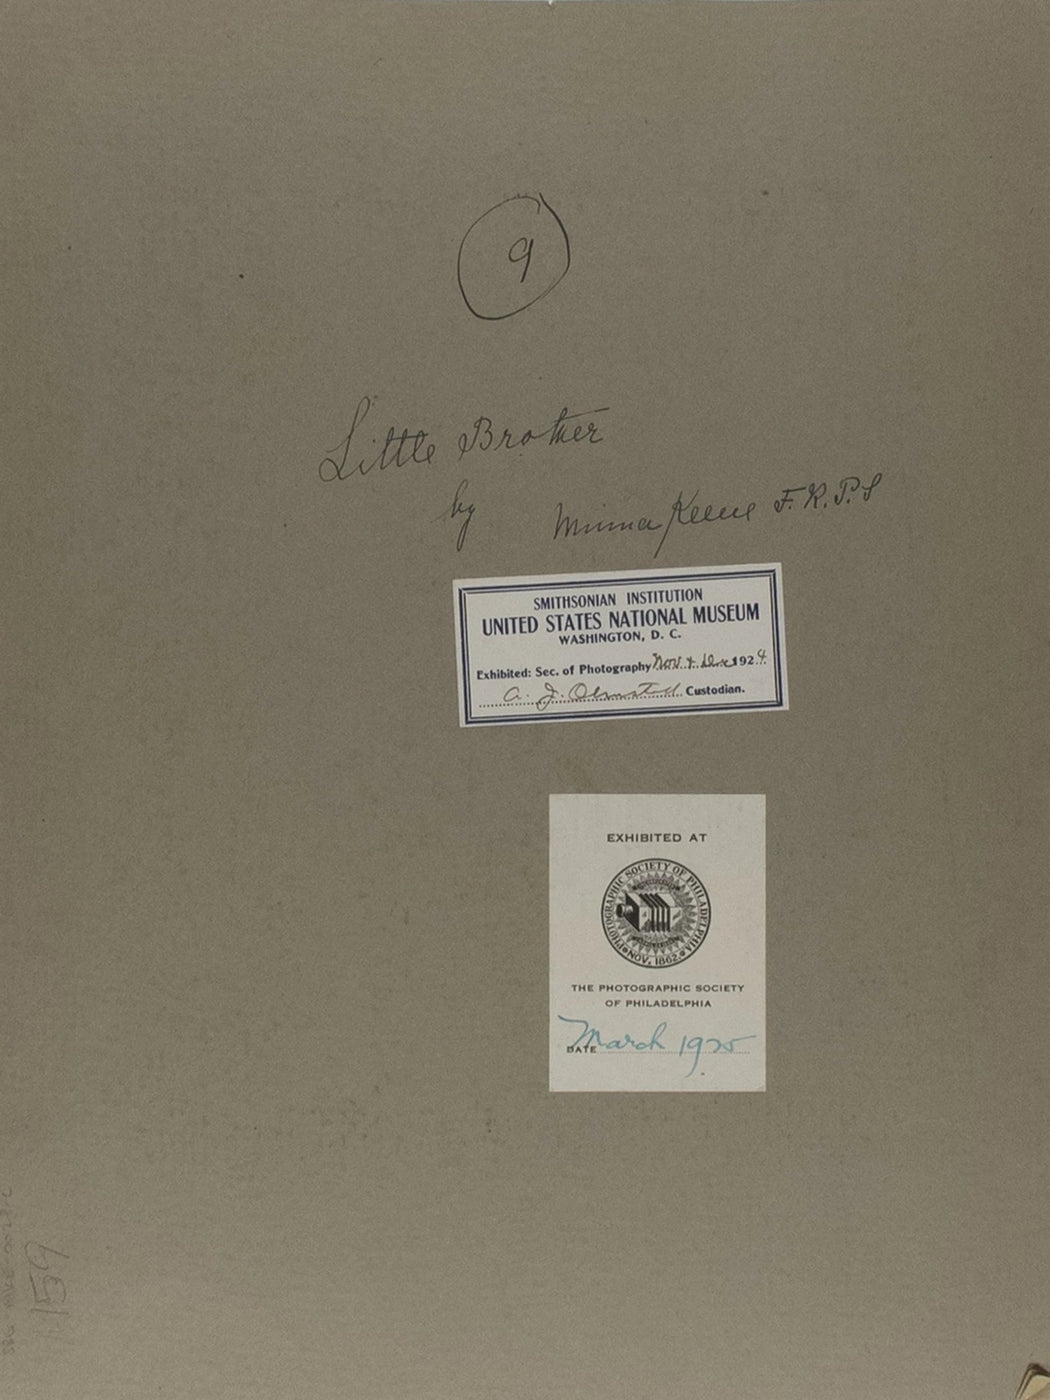 9
Little Brother
by Minna Keene F.R.P.S
SMITHSONIAN INSTITUTION
UNITED STATES NATIONAL MUSEUM
WASHINGTON, D. C.
Exhibited: Sec. of Photography Nov & Dec 1924
A. J. Olmsted Custodian.
EXHIBITED AT
PHOTOGRAPHIC SOCIETY OF PHILADELPHIA
NOV. 1862.
THE PHOTOGRAPHIC SOCIETY
OF PHILADELPHIA
DATE March 1925
159